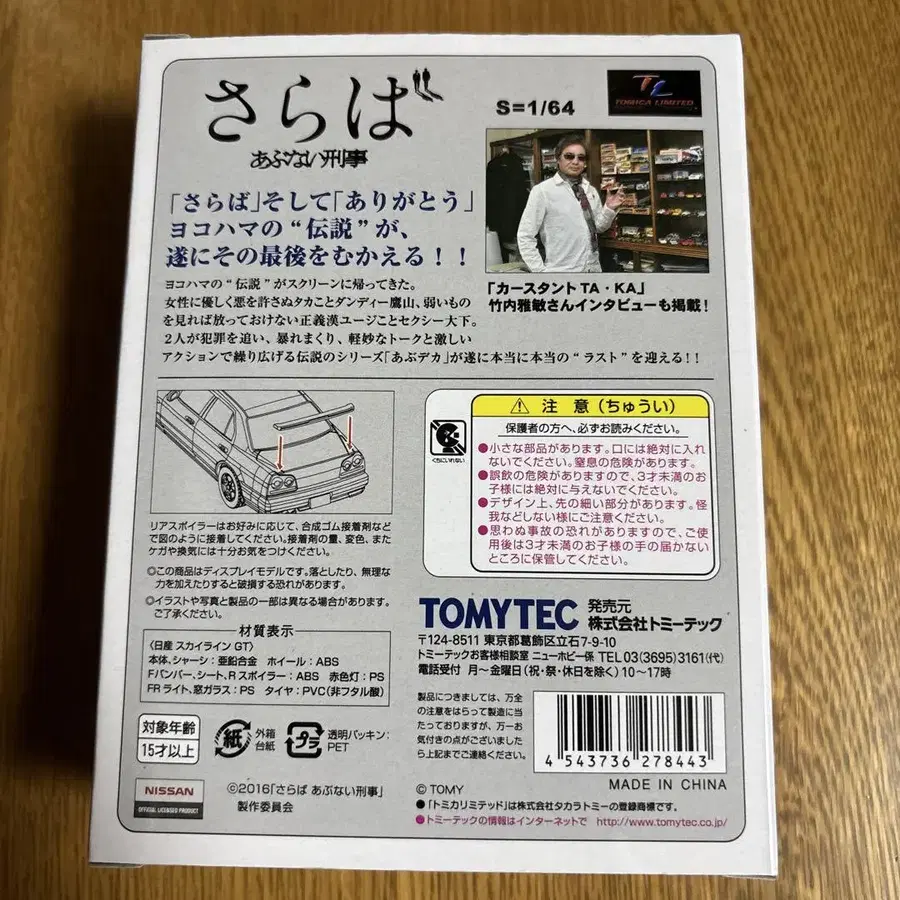 さらば
あぶない刑事
S=1/64
TL
TOMICA LIMITED
「さらば」そして「ありがとう」
ヨコハマの“伝説”が、
遂にその最後をむかえる!!
「カースタント TA・KA」
竹内雅敏さんインタビューも掲載!
ヨコハマの“伝説”がスクリーンに帰ってきた。
女性に優しく悪を許さぬタカことダンディー鷹山、弱いもの
を見れば放っておけない正義漢ユージことセクシー大下。
2人が犯罪を追い、暴れまくり、軽妙なトークと激しい
アクションで繰り広げる伝説のシリーズ「あぶデカ」が遂に本当に本当の“ラスト”を迎える!!
リアスポイラーはお好みに応じて、合成ゴム接着剤など
で図のように接着してください。接着剤の量、変色、また
ケガや換気には十分お気をつけください。
◎この商品はディスプレイモデルです。落としたり、無理な
力を加えたりすると破損する恐れがあります。
◎イラストや写真と製品の一部は異なる場合があります。
ご了承ください。
材質表示
〈日産 スカイライン GT〉
本体、シャーシ:亜鉛合金 ホイール:ABS
Fバンパー、シート、Rスポイラー:ABS 赤色灯:PS
FRライト、窓ガラス:PS タイヤ:PVC(非フタル酸)
対象年齢
15才以上
紙
外箱
台紙
プラ
透明パッキン:
PET
NISSAN
OFFICIAL LICENSED PRODUCT
©2016「さらば あぶない刑事」
製作委員会
くちにいれない
⚠ 注意(ちゅうい)
保護者の方へ、必ずお読みください。
●小さな部品があります。口には絶対に入れ
ないでください。窒息の危険があります。
●誤飲の危険がありますので、3才未満のお
子様には絶対に与えないでください。
●デザイン上、先の細い部分があります。怪
我などしない様にご注意ください。
●思わぬ事故の恐れがありますので、ご使
用後は3才未満のお子様の手の届かない
ところに保管してください。
TOMYTEC 発売元
株式会社トミーテック
〒124-8511 東京都葛飾区立石7-9-10
トミーテックお客様相談室 ニューホビー係 TEL 03(3695)3161(代)
電話受付 月〜金曜日(祝・祭・休日を除く)10〜17時
製品につきましては、万全
の注意をはらって製造に当
たっておりますが、万一お
気付きの点がございました
ら上記までご連絡ください。
4 543736 278443
© TOMY
MADE IN CHINA
●「トミカリミテッド」は株式会社タカラトミーの登録商標です。
●トミーテックの情報はインターネットで http://www.tomytec.co.jp/